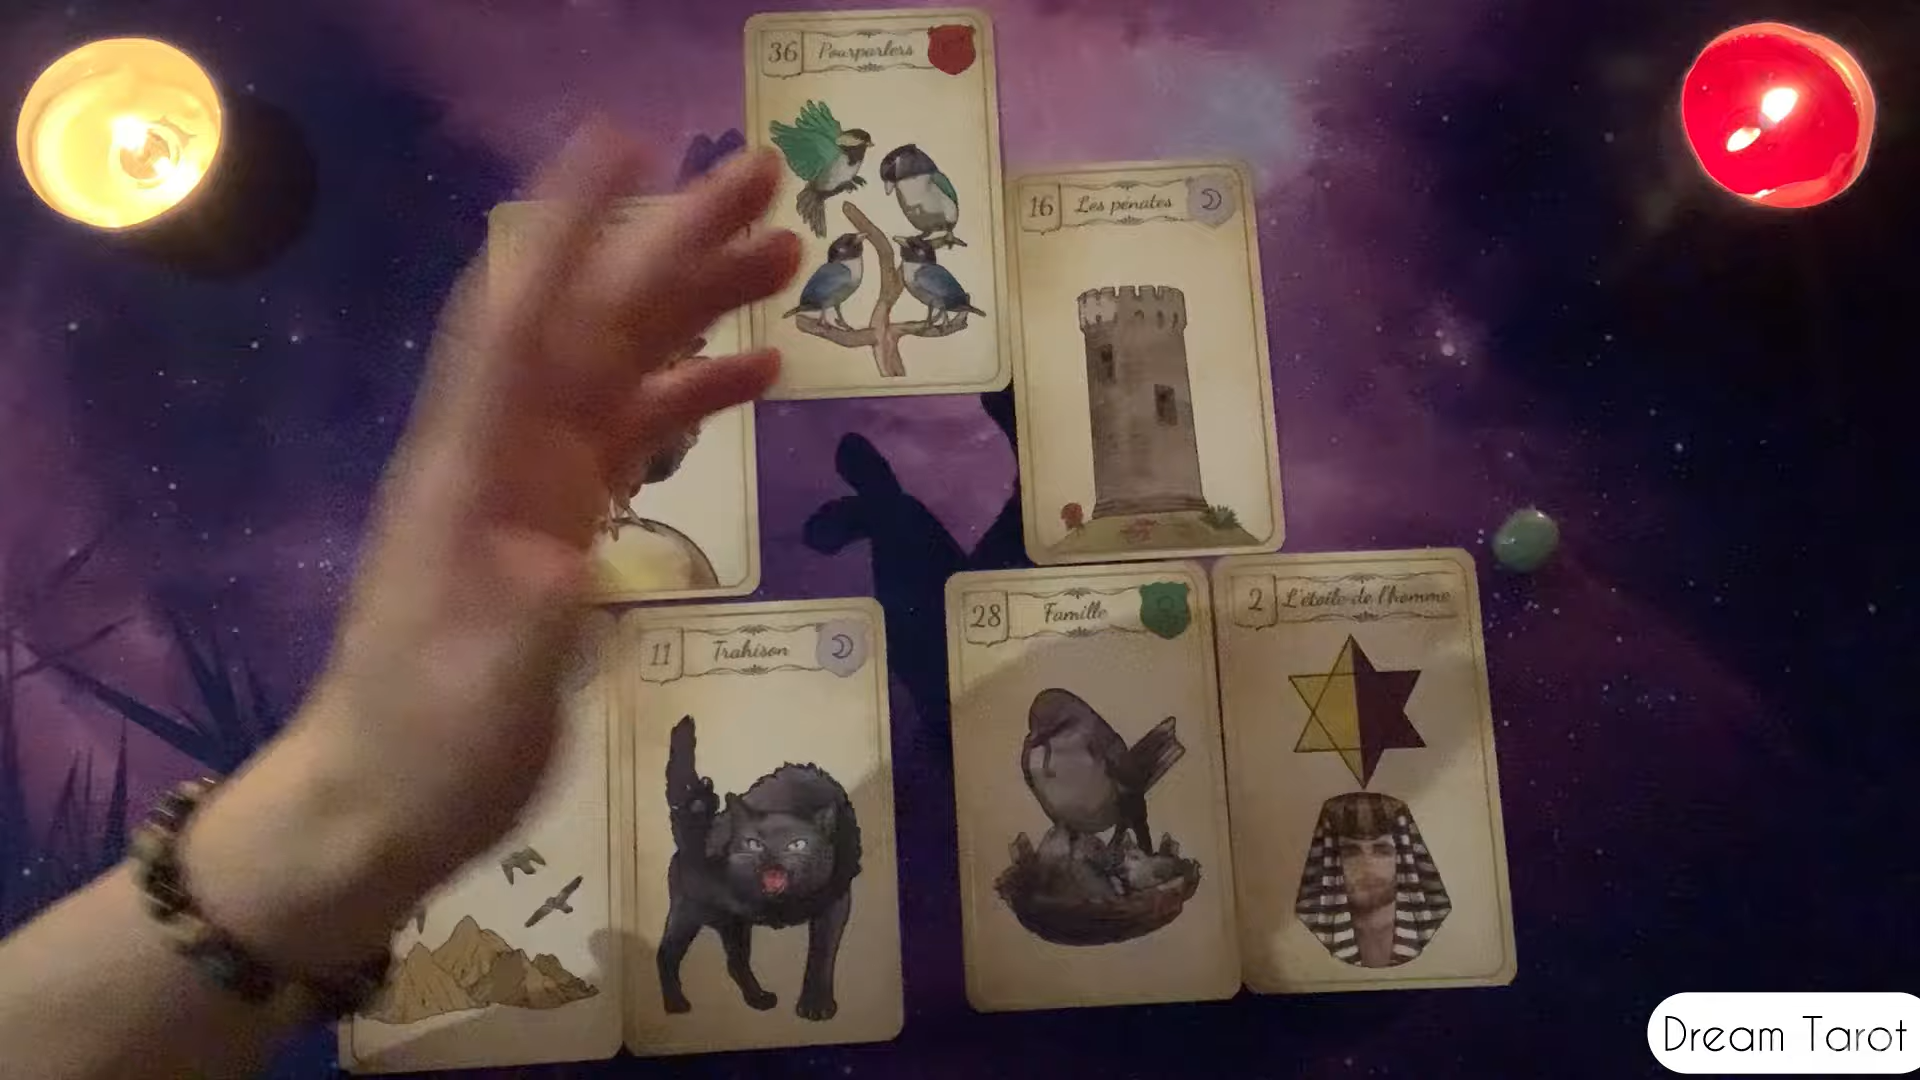 36 Pourparlers
16 Les pénates
11 Trahison
28 Famille
2 L'étoile de l'homme
Dream Tarot